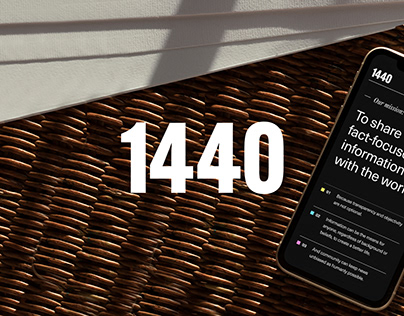 1440
1440
Our mission:
To share
fact-focuse
information
with the wor
01 Because transparency and objectivity
are not optional.
02 Information can be the means for
anyone, regardless of background or
beliefs, to create a better life.
03 And community can keep news
unbiased as humanly possible.